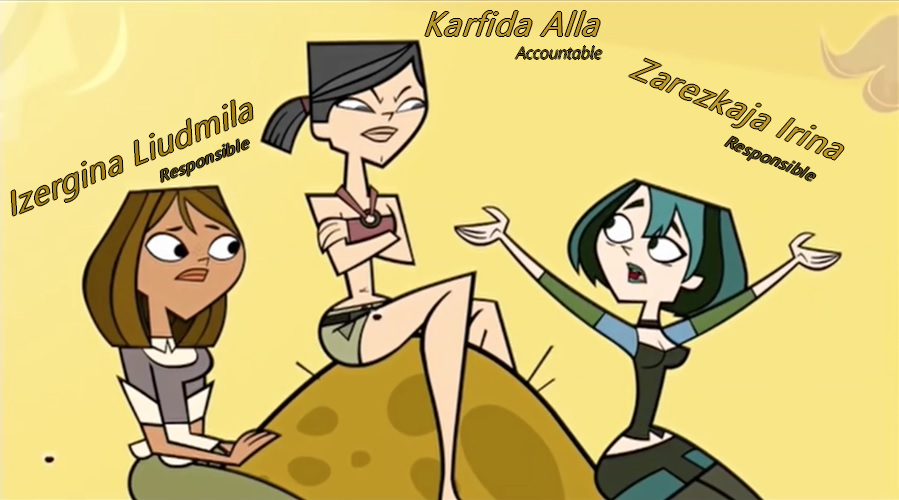 Karfida Alla
Accountable
Izergina Liudmila
Responsible
Zarezkaja Irina
Responsible